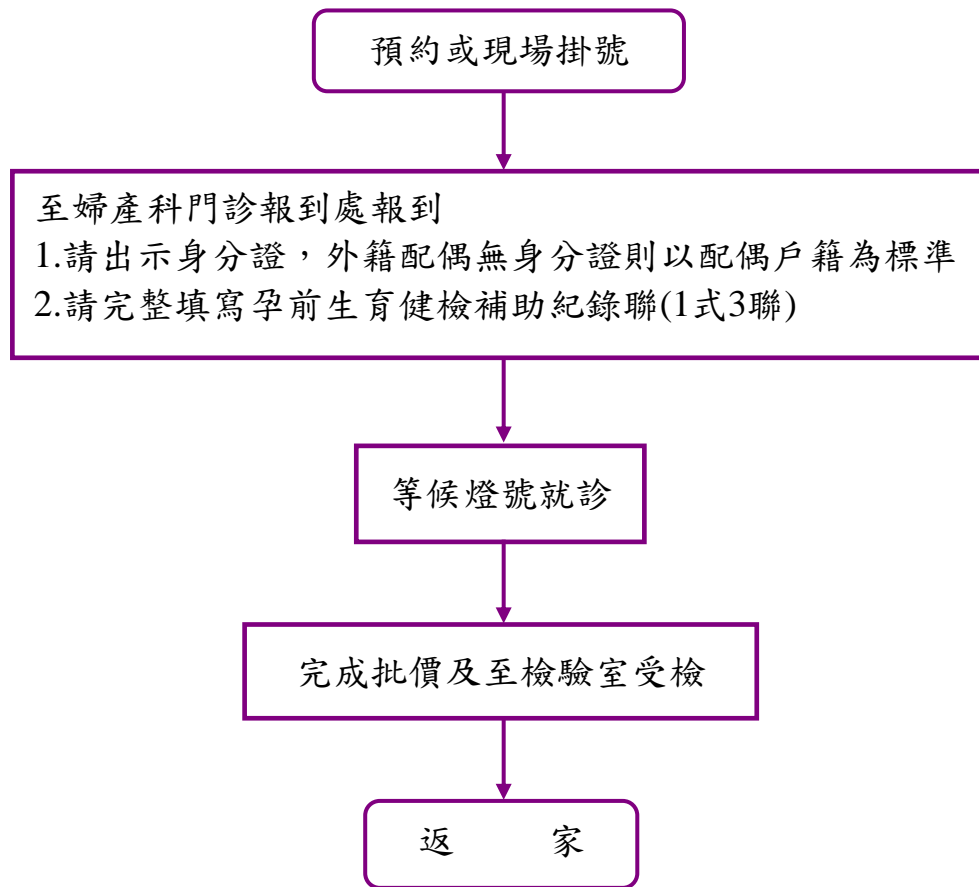 預約或現場掛號
至婦產科門診報到處報到
1.請出示身分證，外籍配偶無身分證則以配偶戶籍為標準
2.請完整填寫孕前生育健檢補助紀錄聯(1式3聯)
等候燈號就診
完成批價及至檢驗室受檢
返 家